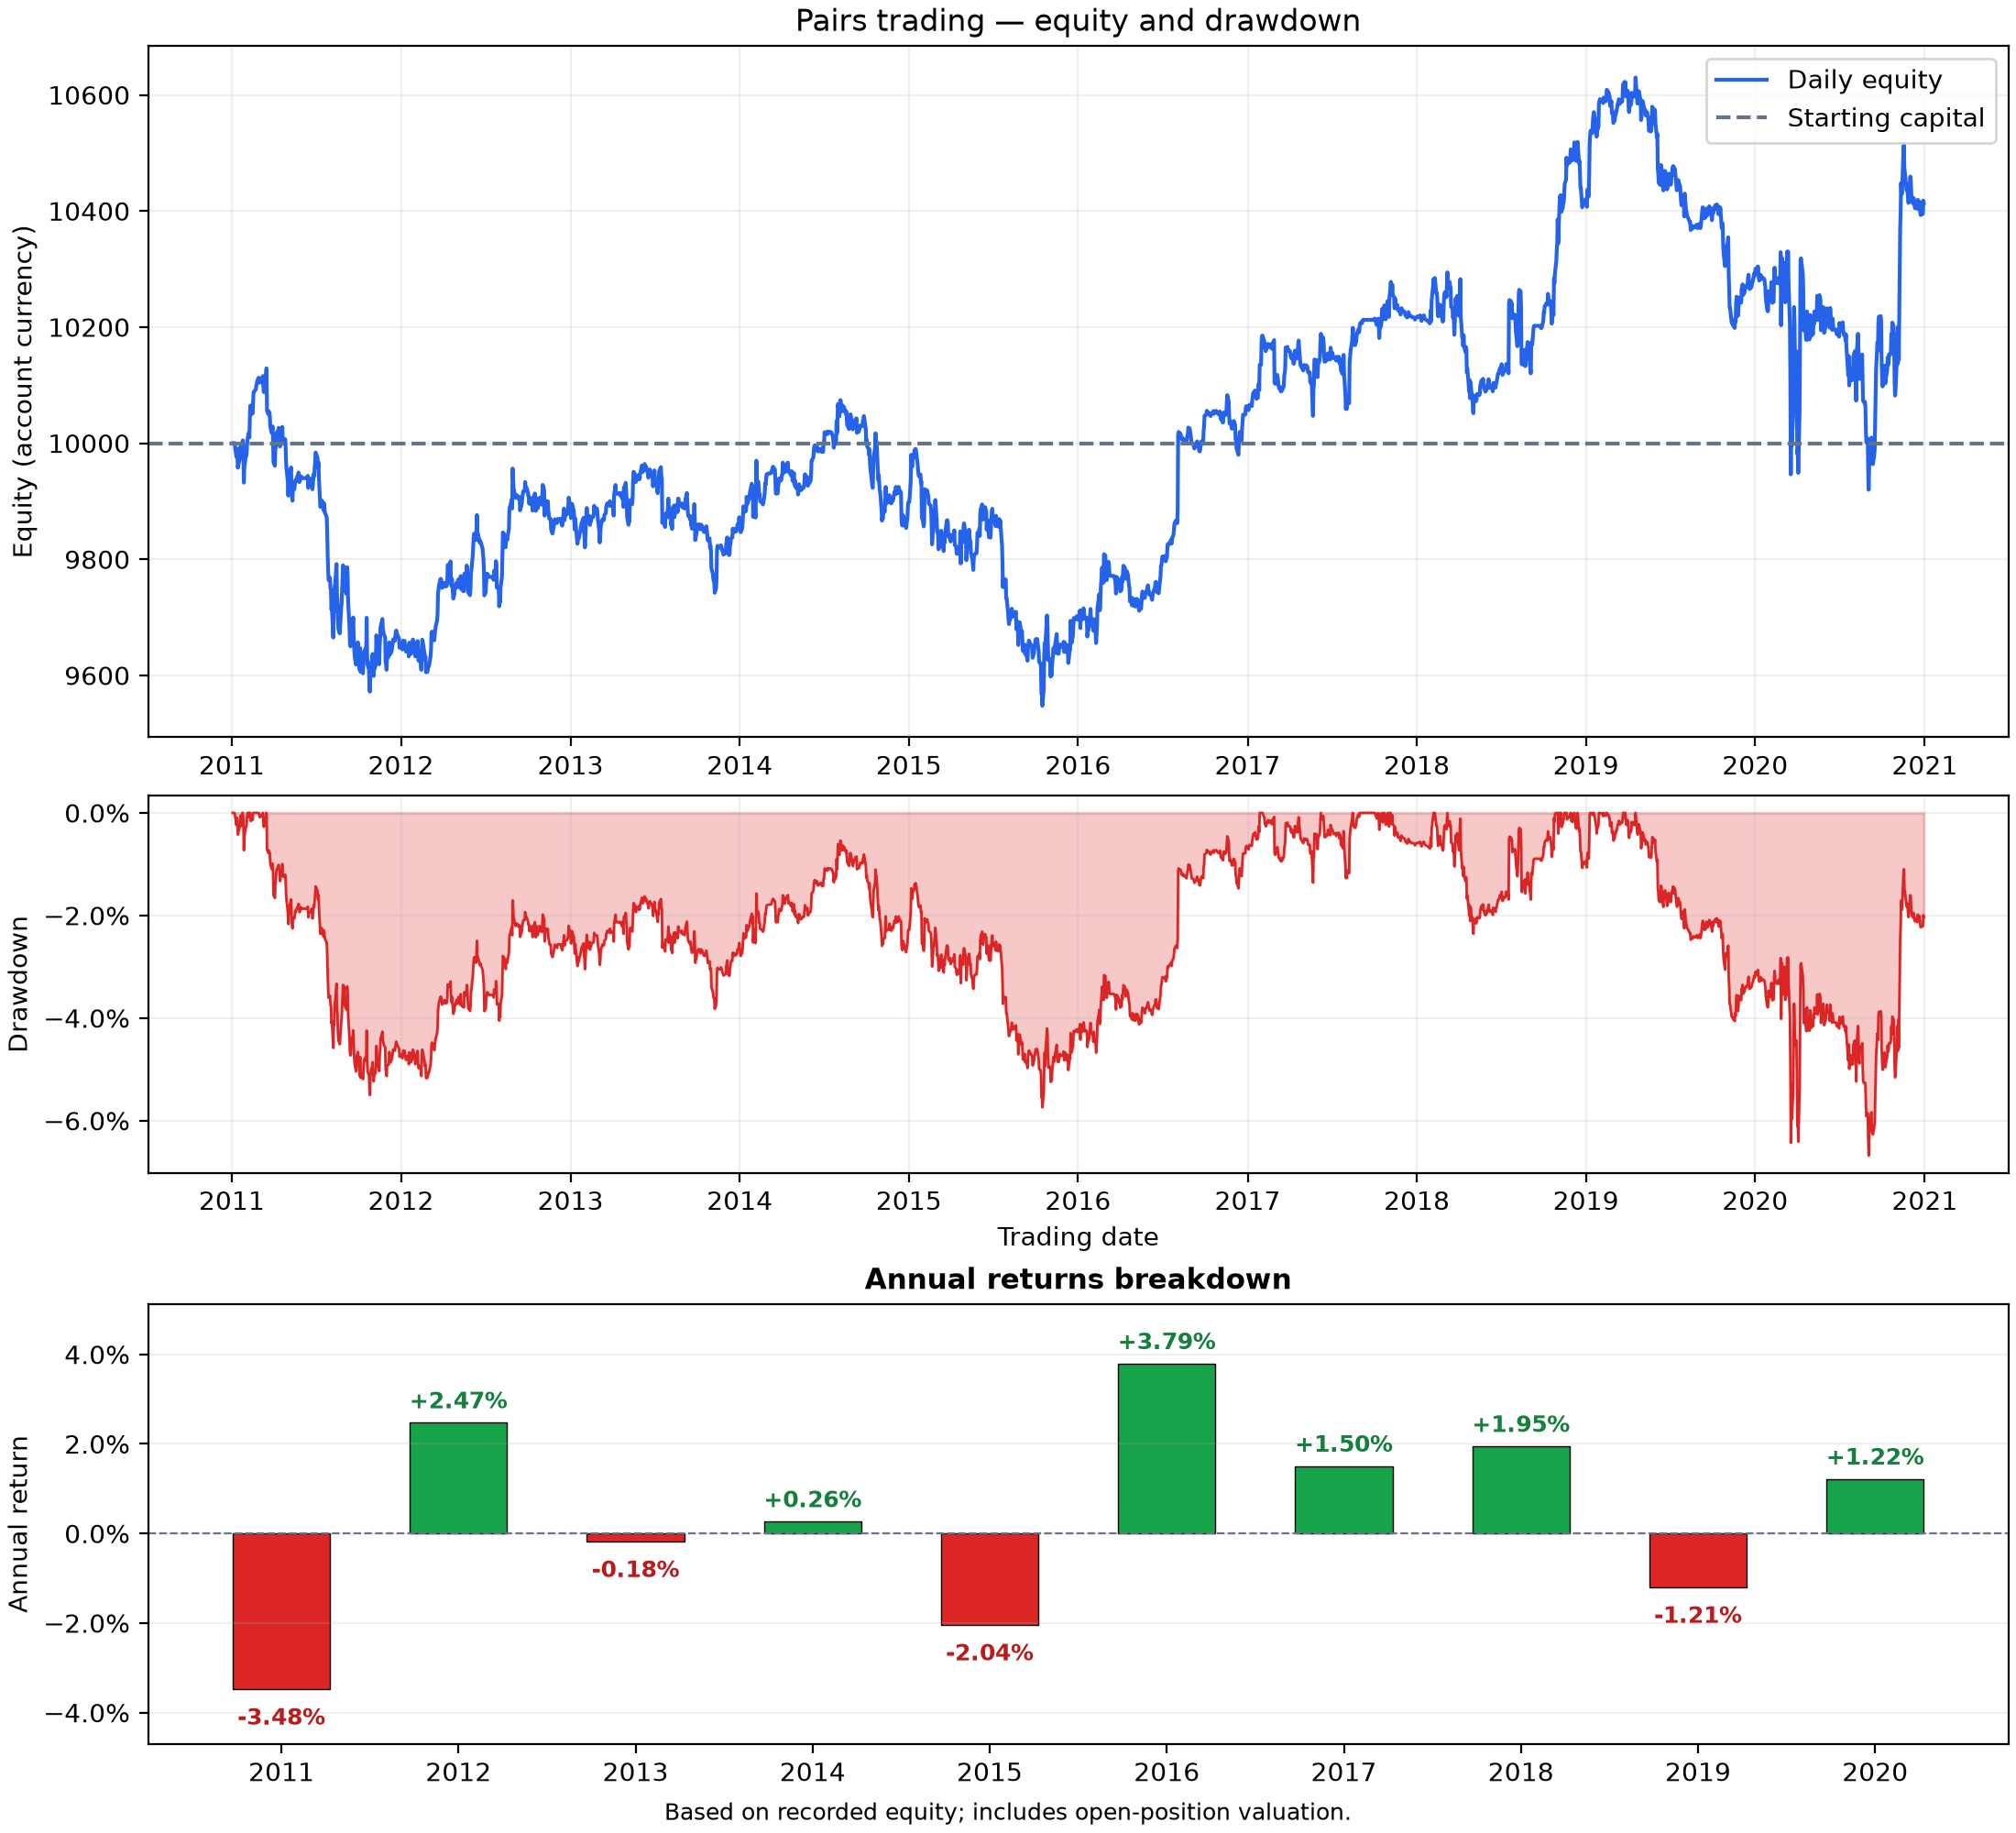 Pairs trading — equity and drawdown
Equity (account currency)
10600
10400
10200
10000
9800
9600
Daily equity
Starting capital
2011 2012 2013 2014 2015 2016 2017 2018 2019 2020 2021
Drawdown
0.0%
−2.0%
−4.0%
−6.0%
2011 2012 2013 2014 2015 2016 2017 2018 2019 2020 2021
Trading date
Annual returns breakdown
Annual return
4.0%
2.0%
0.0%
−2.0%
−4.0%
-3.48%
+2.47%
-0.18%
+0.26%
-2.04%
+3.79%
+1.50%
+1.95%
-1.21%
+1.22%
2011 2012 2013 2014 2015 2016 2017 2018 2019 2020
Based on recorded equity; includes open-position valuation.